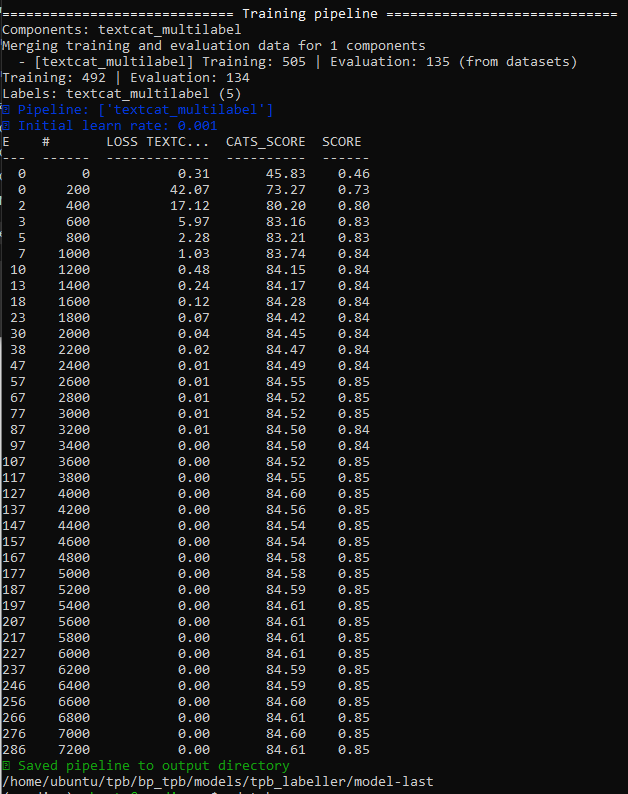 ============================ Training pipeline ============================
Components: textcat_multilabel
Merging training and evaluation data for 1 components
  - [textcat_multilabel] Training: 505 | Evaluation: 135 (from datasets)
Training: 492 | Evaluation: 134
Labels: textcat_multilabel (5)
Pipeline: ['textcat_multilabel']
Initial learn rate: 0.001
E    #       LOSS TEXTC...  CATS_SCORE  SCORE
---  ------  -------------  ----------  ------
  0       0           0.31       45.83    0.46
  0     200          42.07       73.27    0.73
  2     400          17.12       80.20    0.80
  3     600           5.97       83.16    0.83
  5     800           2.28       83.21    0.83
  7    1000           1.03       83.74    0.84
 10    1200           0.48       84.15    0.84
 13    1400           0.24       84.17    0.84
 18    1600           0.12       84.28    0.84
 23    1800           0.07       84.42    0.84
 30    2000           0.04       84.45    0.84
 38    2200           0.02       84.47    0.84
 47    2400           0.01       84.49    0.84
 57    2600           0.01       84.55    0.85
 67    2800           0.01       84.52    0.85
 77    3000           0.01       84.52    0.85
 87    3200           0.01       84.50    0.84
 97    3400           0.00       84.50    0.84
107    3600           0.00       84.52    0.85
117    3800           0.00       84.55    0.85
127    4000           0.00       84.60    0.85
137    4200           0.00       84.56    0.85
147    4400           0.00       84.54    0.85
157    4600           0.00       84.54    0.85
167    4800           0.00       84.58    0.85
177    5000           0.00       84.58    0.85
187    5200           0.00       84.59    0.85
197    5400           0.00       84.61    0.85
207    5600           0.00       84.61    0.85
217    5800           0.00       84.61    0.85
227    6000           0.00       84.61    0.85
237    6200           0.00       84.59    0.85
246    6400           0.00       84.59    0.85
256    6600           0.00       84.60    0.85
266    6800           0.00       84.61    0.85
276    7000           0.00       84.60    0.85
286    7200           0.00       84.61    0.85
Saved pipeline to output directory
/home/ubuntu/tpb/bp_tpb/models/tpb_labeller/model-last